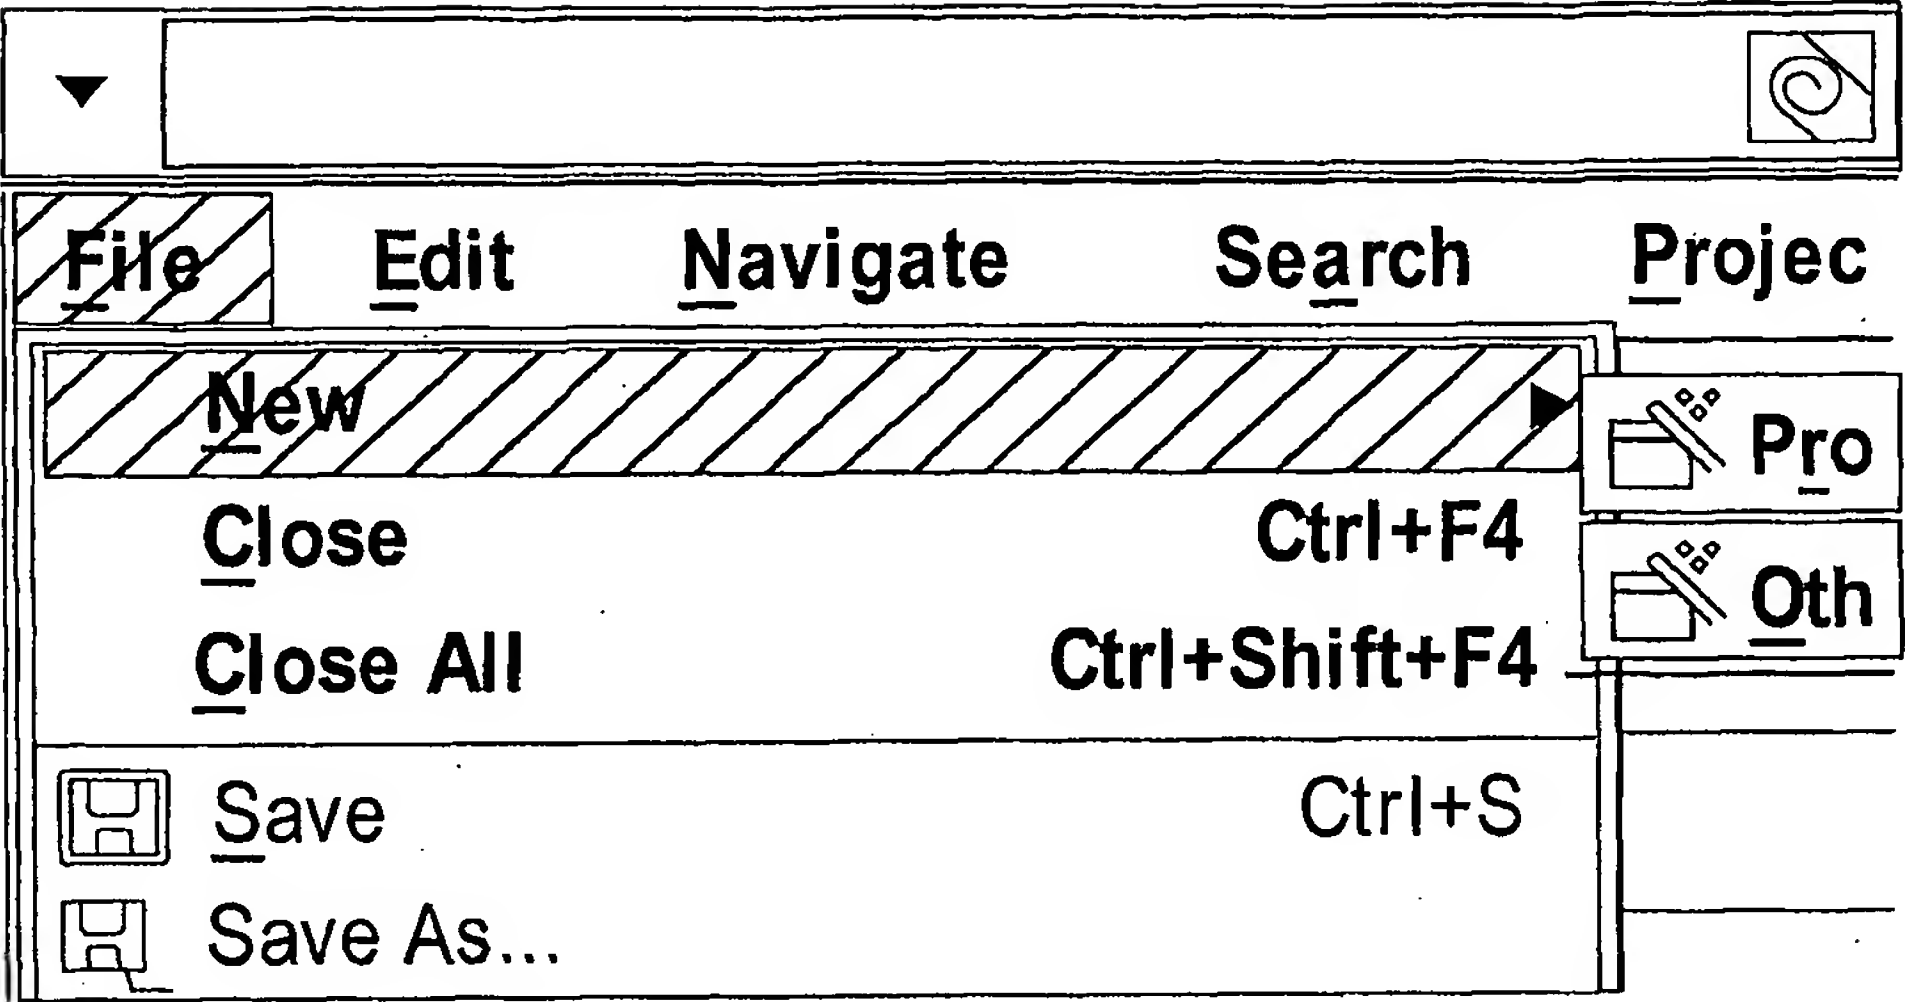 File Edit Navigate Search Projec
New
Pro
Close Ctrl+F4
Oth
Close All Ctrl+Shift+F4
Save Ctrl+S
Save As...